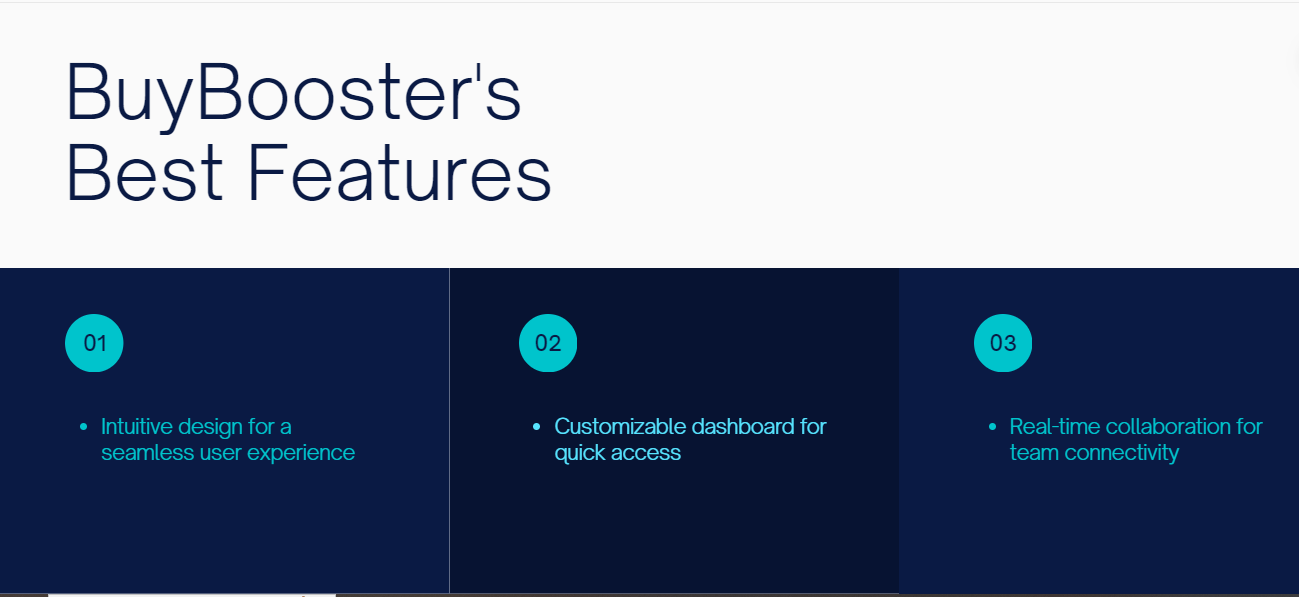 BuyBooster's
Best Features
01
• Intuitive design for a
seamless user experience
02
• Customizable dashboard for
quick access
03
• Real-time collaboration for
team connectivity